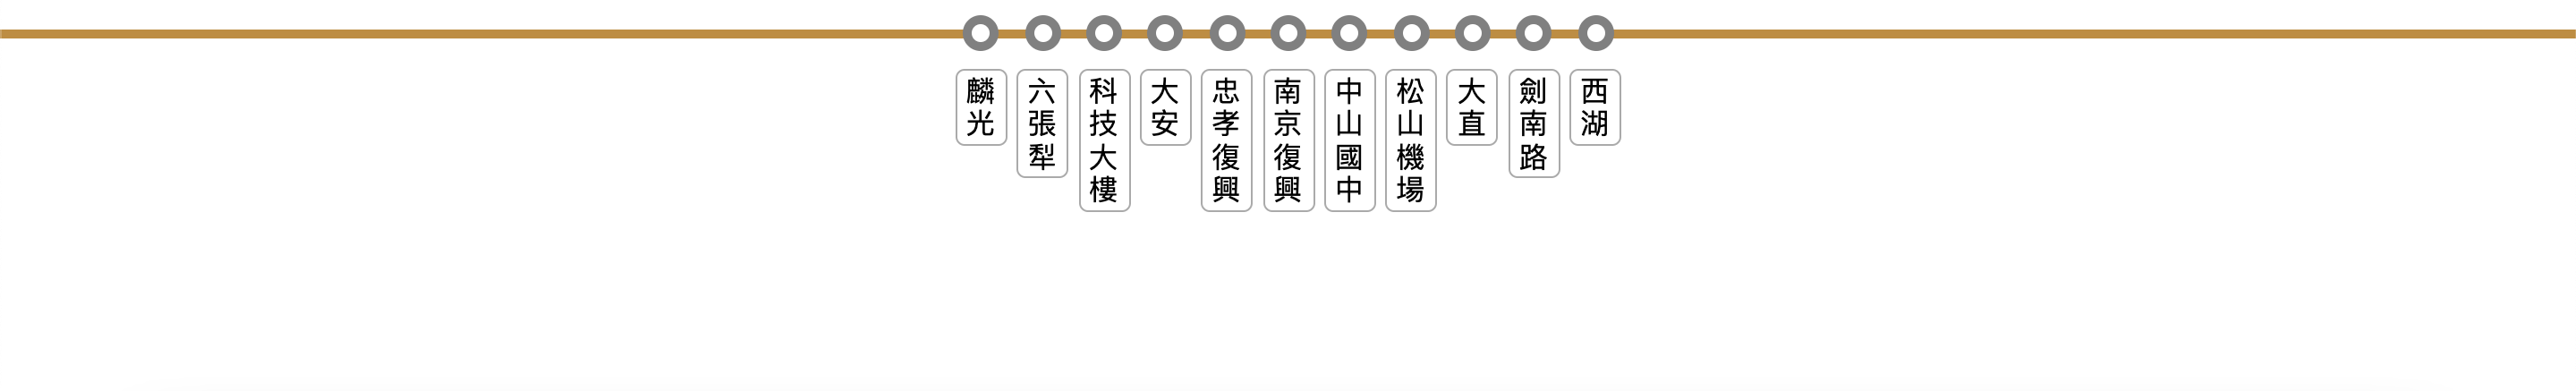 麟光
六張犁
科技大樓
大安
忠孝復興
南京復興
中山國中
松山機場
大直
劍南路
西湖